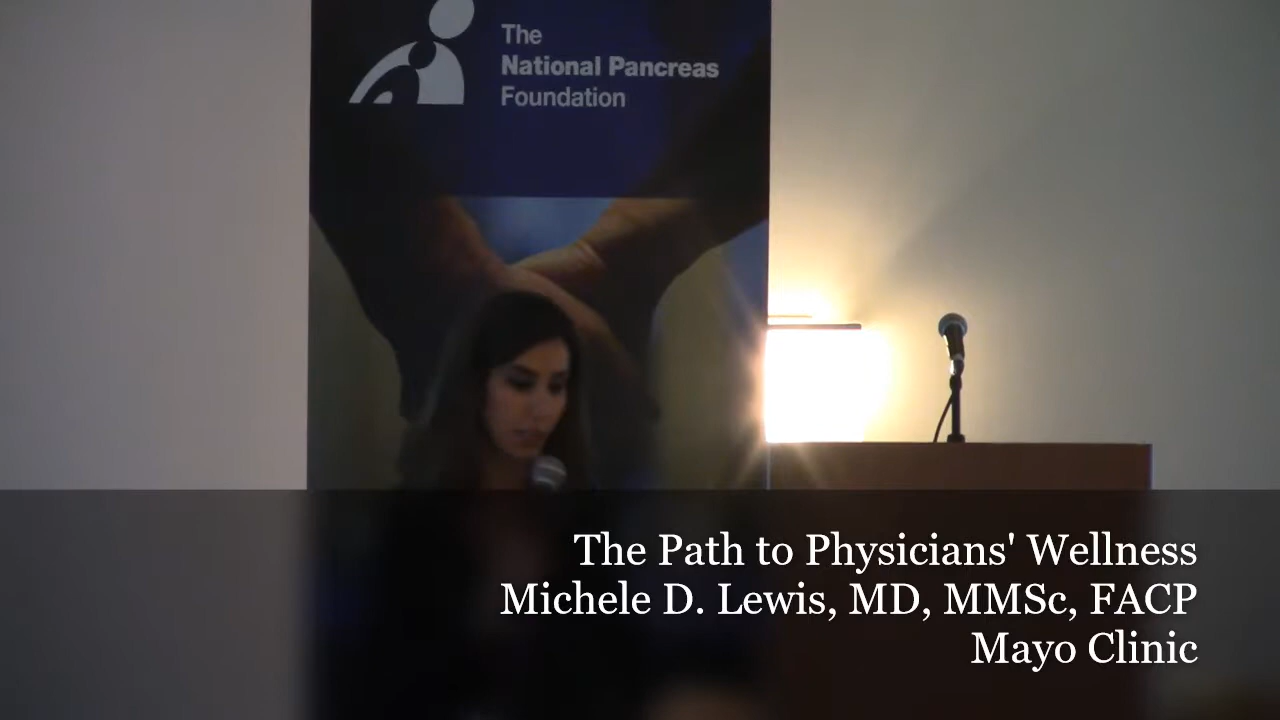 The
National Pancreas
Foundation
The Path to Physicians' Wellness
Michele D. Lewis, MD, MMSc, FACP
Mayo Clinic